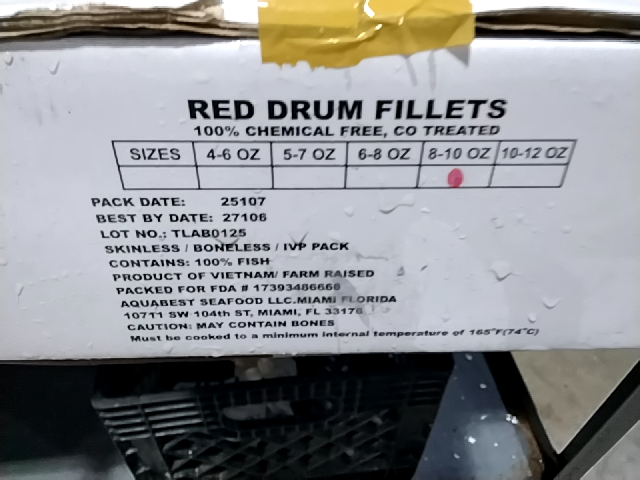 RED DRUM FILLETS
100% CHEMICAL FREE, CO TREATED
SIZES 4-6 OZ 5-7 OZ 6-8 OZ 8-10 OZ 10-12 OZ
PACK DATE: 25107
BEST BY DATE: 27106
LOT NO.: TLAB0125
SKINLESS / BONELESS / IVP PACK
CONTAINS: 100% FISH
PRODUCT OF VIETNAM/ FARM RAISED
PACKED FOR FDA # 17393486666
AQUABEST SEAFOOD LLC.MIAMI FLORIDA
10711 SW 104th ST, MIAMI, FL 33176
CAUTION: MAY CONTAIN BONES
Must be cooked to a minimum internal temperature of 165°F(74°C)